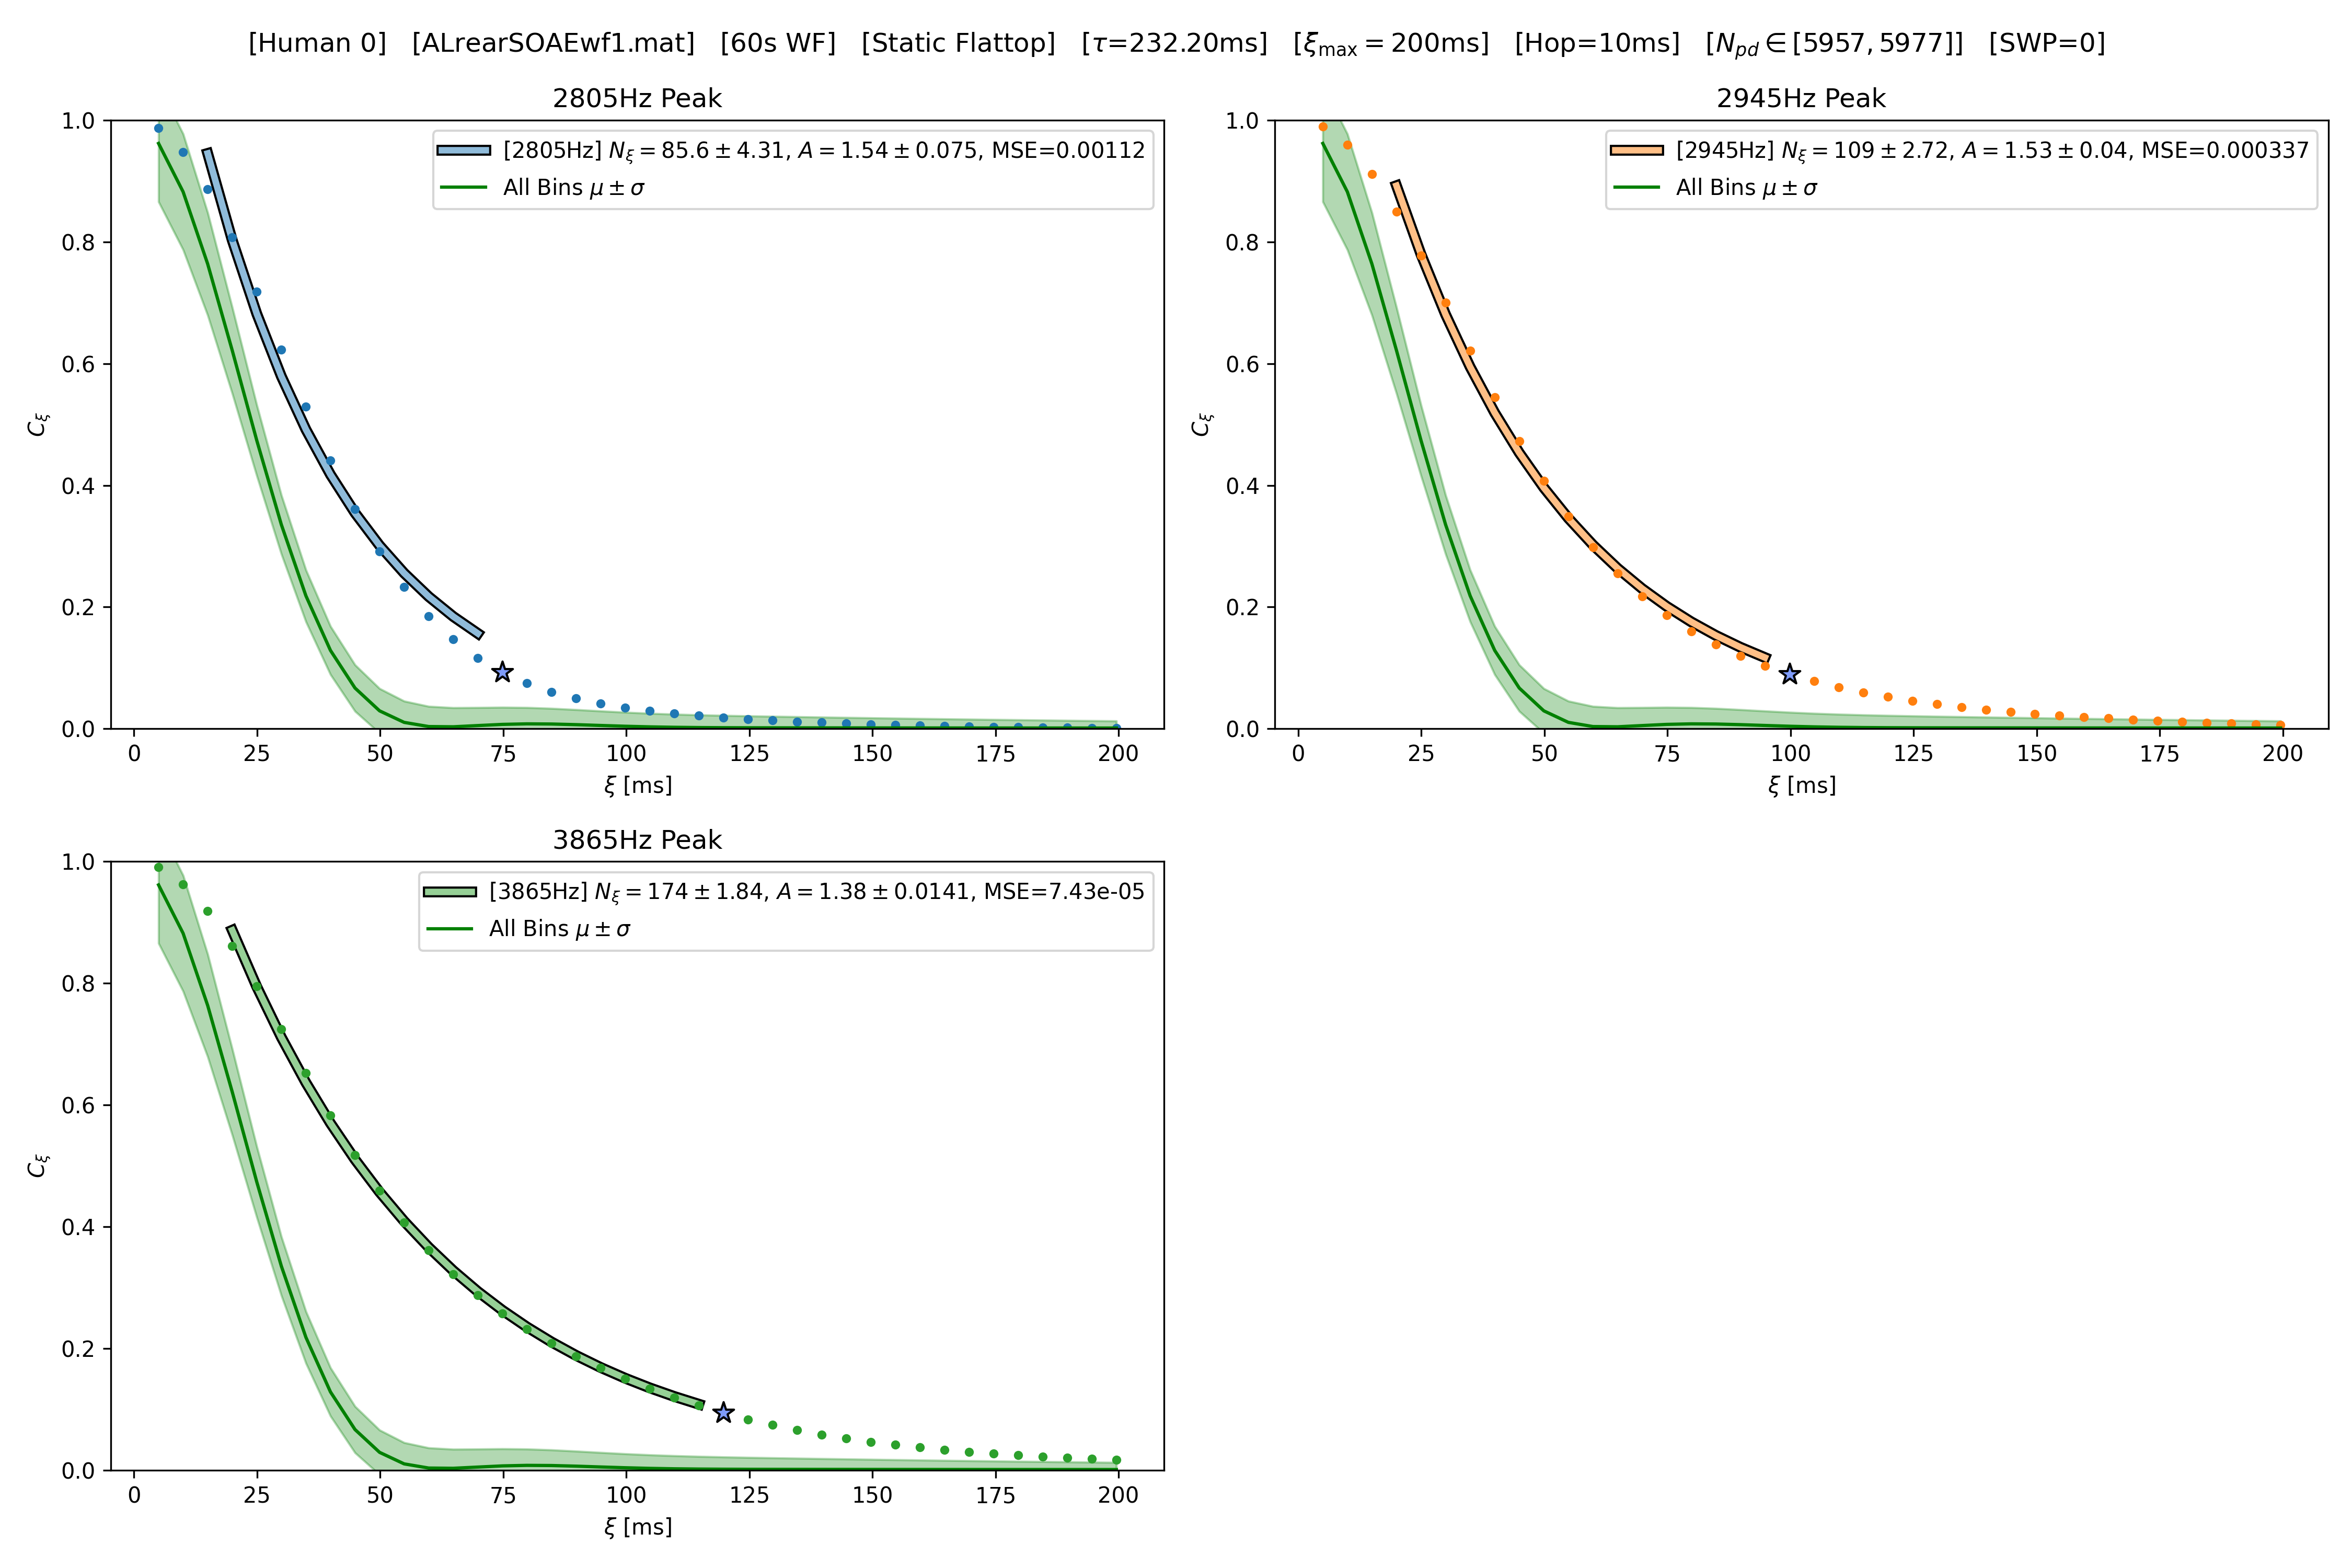 [Human 0] [ALrearSOAEwf1.mat] [60s WF] [Static Flattop] [τ=232.20ms] [ξmax = 200ms] [Hop=10ms] [Npd ∈ [5957, 5977]] [SWP=0]
2805Hz Peak
1.0
0.8
0.6
0.4
0.2
0.0
Cξ
[2805Hz] Nξ = 85.6 ± 4.31, A = 1.54 ± 0.075, MSE=0.00112
All Bins μ ± σ
0 25 50 75 100 125 150 175 200
ξ [ms]
2945Hz Peak
1.0
0.8
0.6
0.4
0.2
0.0
Cξ
[2945Hz] Nξ = 109 ± 2.72, A = 1.53 ± 0.04, MSE=0.000337
All Bins μ ± σ
0 25 50 75 100 125 150 175 200
ξ [ms]
3865Hz Peak
1.0
0.8
0.6
0.4
0.2
0.0
Cξ
[3865Hz] Nξ = 174 ± 1.84, A = 1.38 ± 0.0141, MSE=7.43e-05
All Bins μ ± σ
0 25 50 75 100 125 150 175 200
ξ [ms]